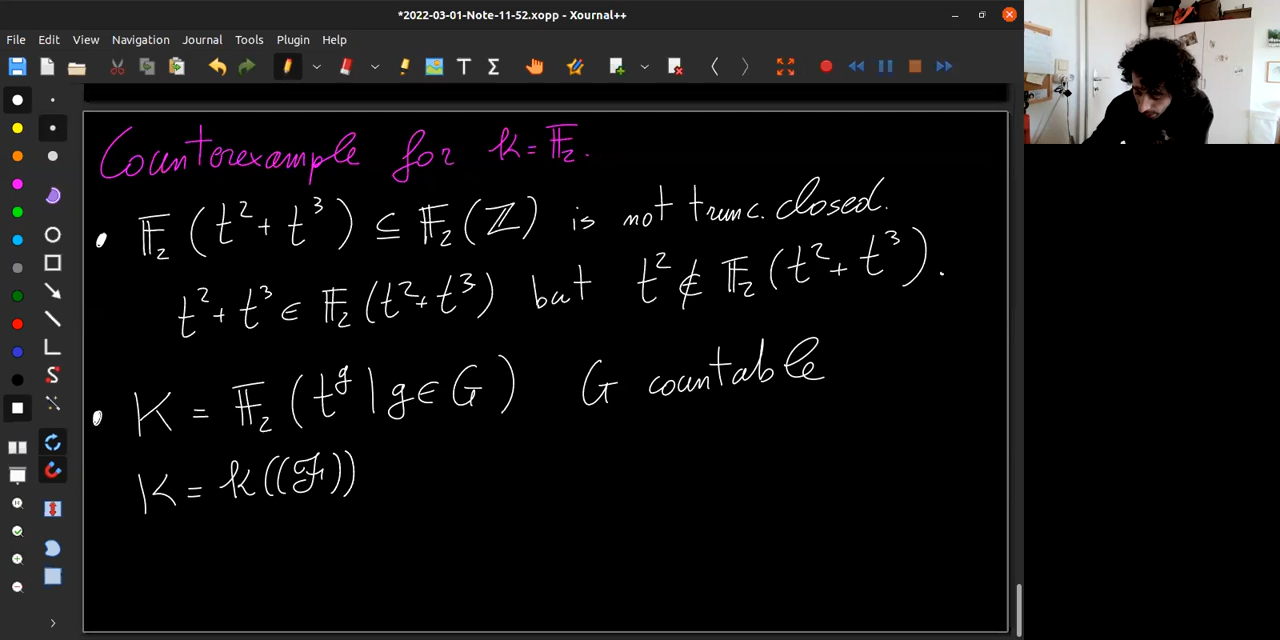 *2022-03-01-Note-11-52.xopp - Xournal++
File Edit View Navigation Journal Tools Plugin Help
Counterexample for k = 𝔽₂.
• 𝔽₂(t² + t³) ⊆ 𝔽₂(ℤ) is not trunc. closed.
t² + t³ ∈ 𝔽₂(t² + t³) but t² ∉ 𝔽₂(t² + t³).
• K = 𝔽₂(t^g | g ∈ G) G countable
K = k((ℱ))